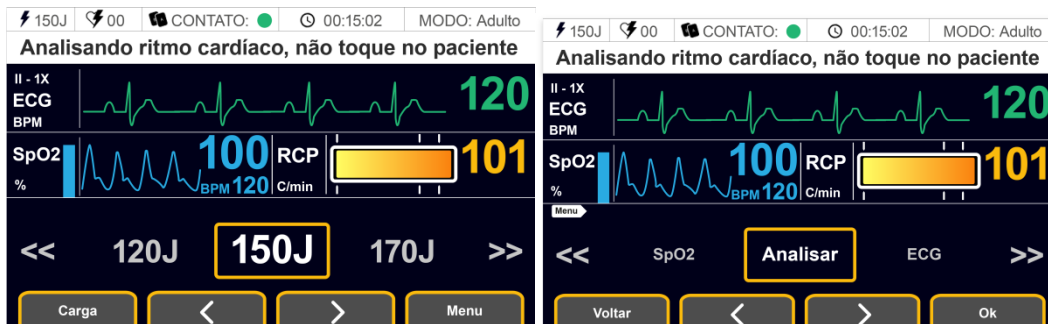 150J 00 CONTATO: 00:15:02 MODO: Adulto
Analisando ritmo cardíaco, não toque no paciente
II - 1X
ECG
BPM
120
SpO2
%
100
BPM 120
RCP
C/min
101
<< 120J 150J 170J >>
Carga < > Menu
150J 00 CONTATO: 00:15:02 MODO: Adulto
Analisando ritmo cardíaco, não toque no paciente
II - 1X
ECG
BPM
120
SpO2
%
100
BPM 120
RCP
C/min
101
Menu
<< SpO2 Analisar ECG >>
Voltar < > Ok